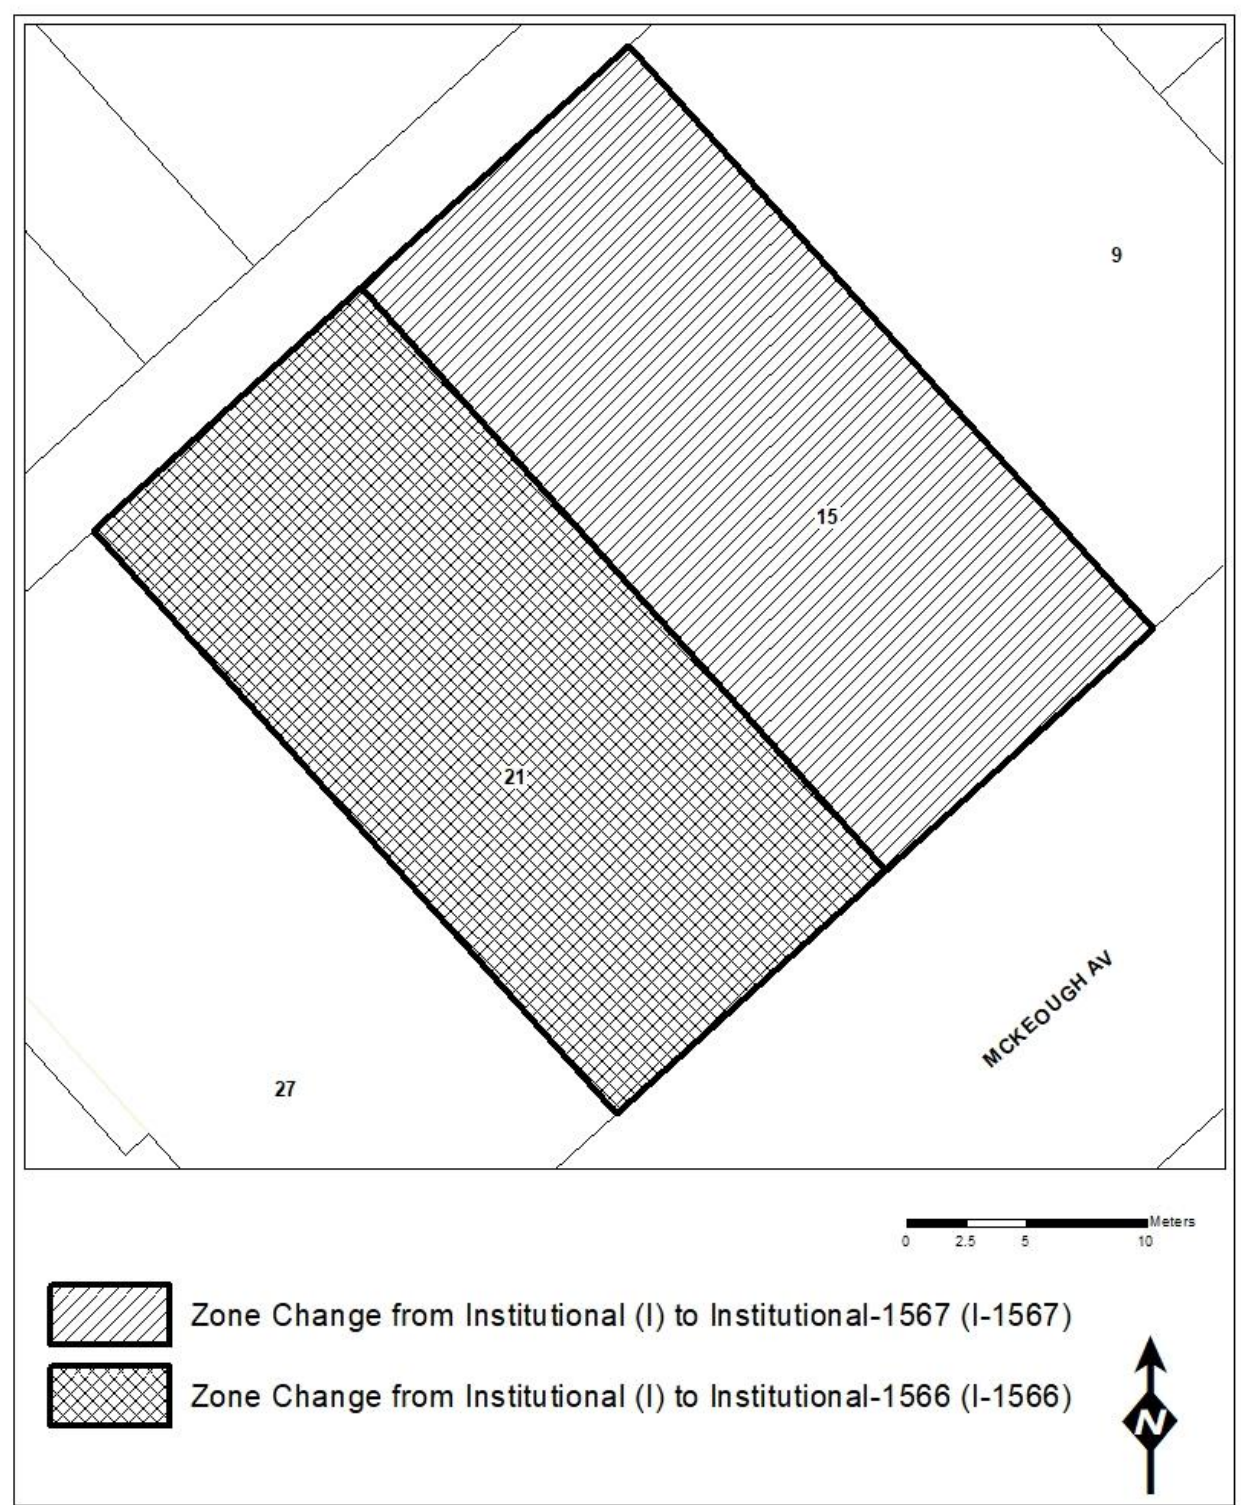 9
15
21
MCKEOUGH AV
27
Meters
0 2.5 5 10
Zone Change from Institutional (I) to Institutional-1567 (I-1567)
Zone Change from Institutional (I) to Institutional-1566 (I-1566)
N